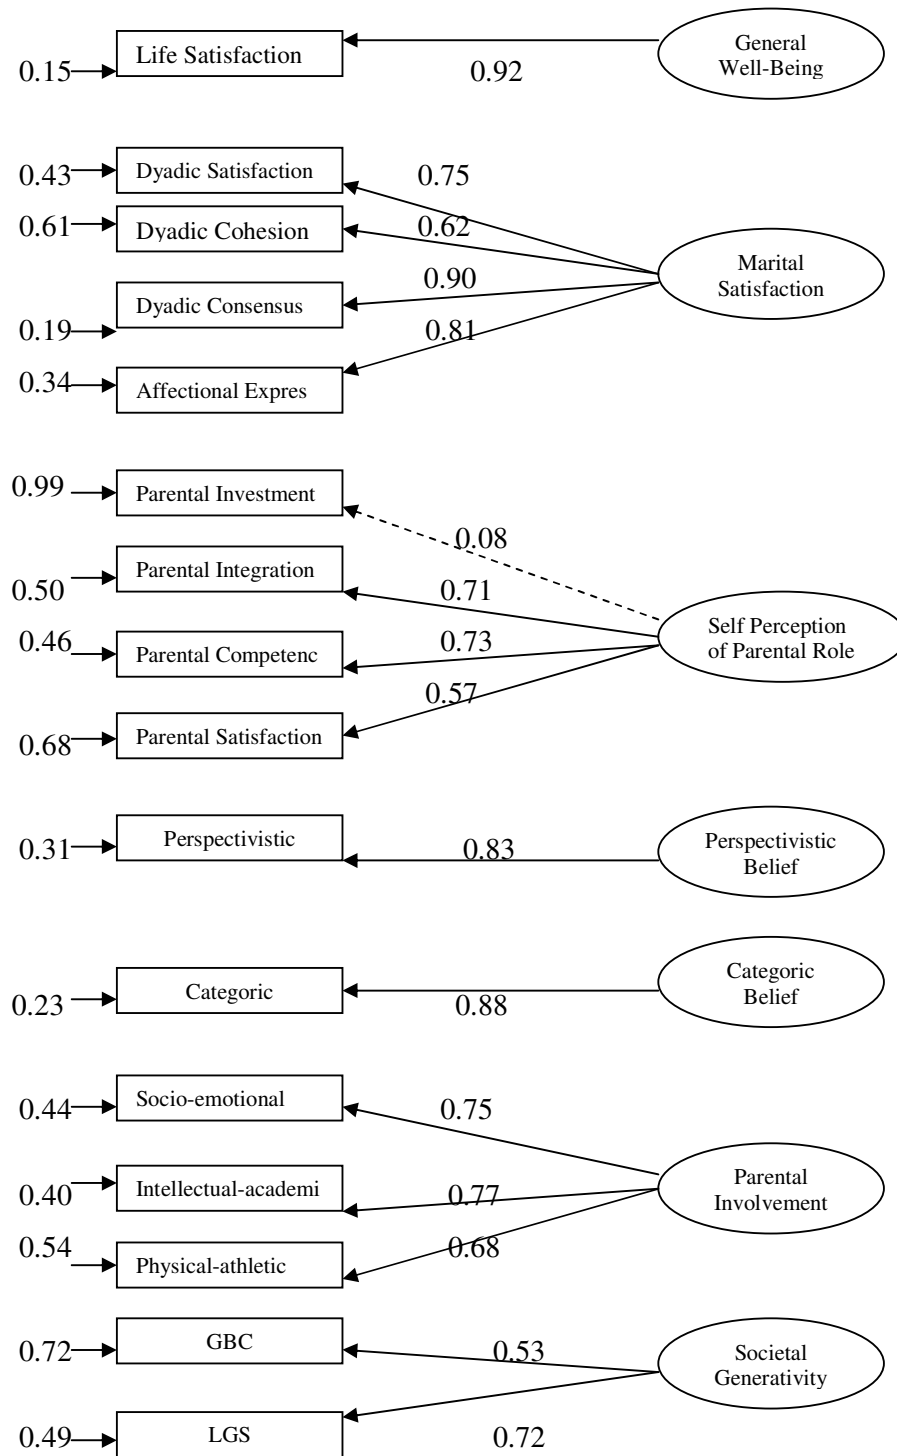 0.15
Life Satisfaction
0.92
General
Well-Being
0.43
Dyadic Satisfaction
0.75
0.61
Dyadic Cohesion
0.62
Marital
Satisfaction
0.90
Dyadic Consensus
0.19
0.81
0.34
Affectional Expres
0.99
Parental Investment
0.08
0.50
Parental Integration
0.71
Self Perception
of Parental Role
0.46
Parental Competenc
0.73
0.57
0.68
Parental Satisfaction
0.31
Perspectivistic
0.83
Perspectivistic
Belief
0.23
Categoric
0.88
Categoric
Belief
0.44
Socio-emotional
0.75
0.40
Intellectual-academi
0.77
Parental
Involvement
0.54
Physical-athletic
0.68
0.72
GBC
0.53
Societal
Generativity
0.49
LGS
0.72